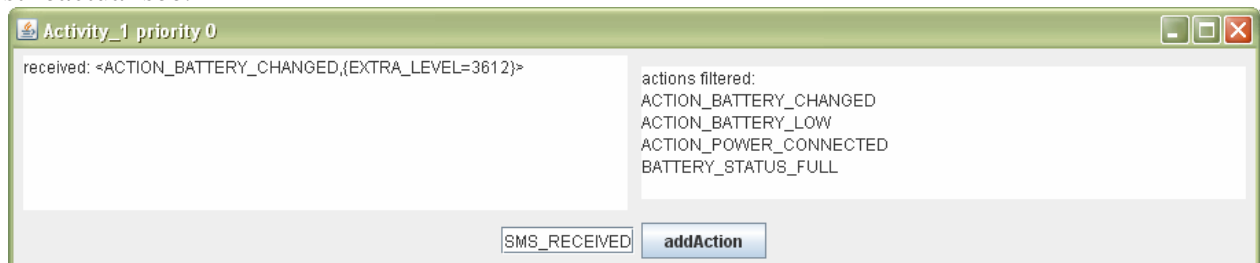 Activity_1 priority 0
received: <ACTION_BATTERY_CHANGED,{EXTRA_LEVEL=3612}>
actions filtered:
ACTION_BATTERY_CHANGED
ACTION_BATTERY_LOW
ACTION_POWER_CONNECTED
BATTERY_STATUS_FULL
SMS_RECEIVED addAction